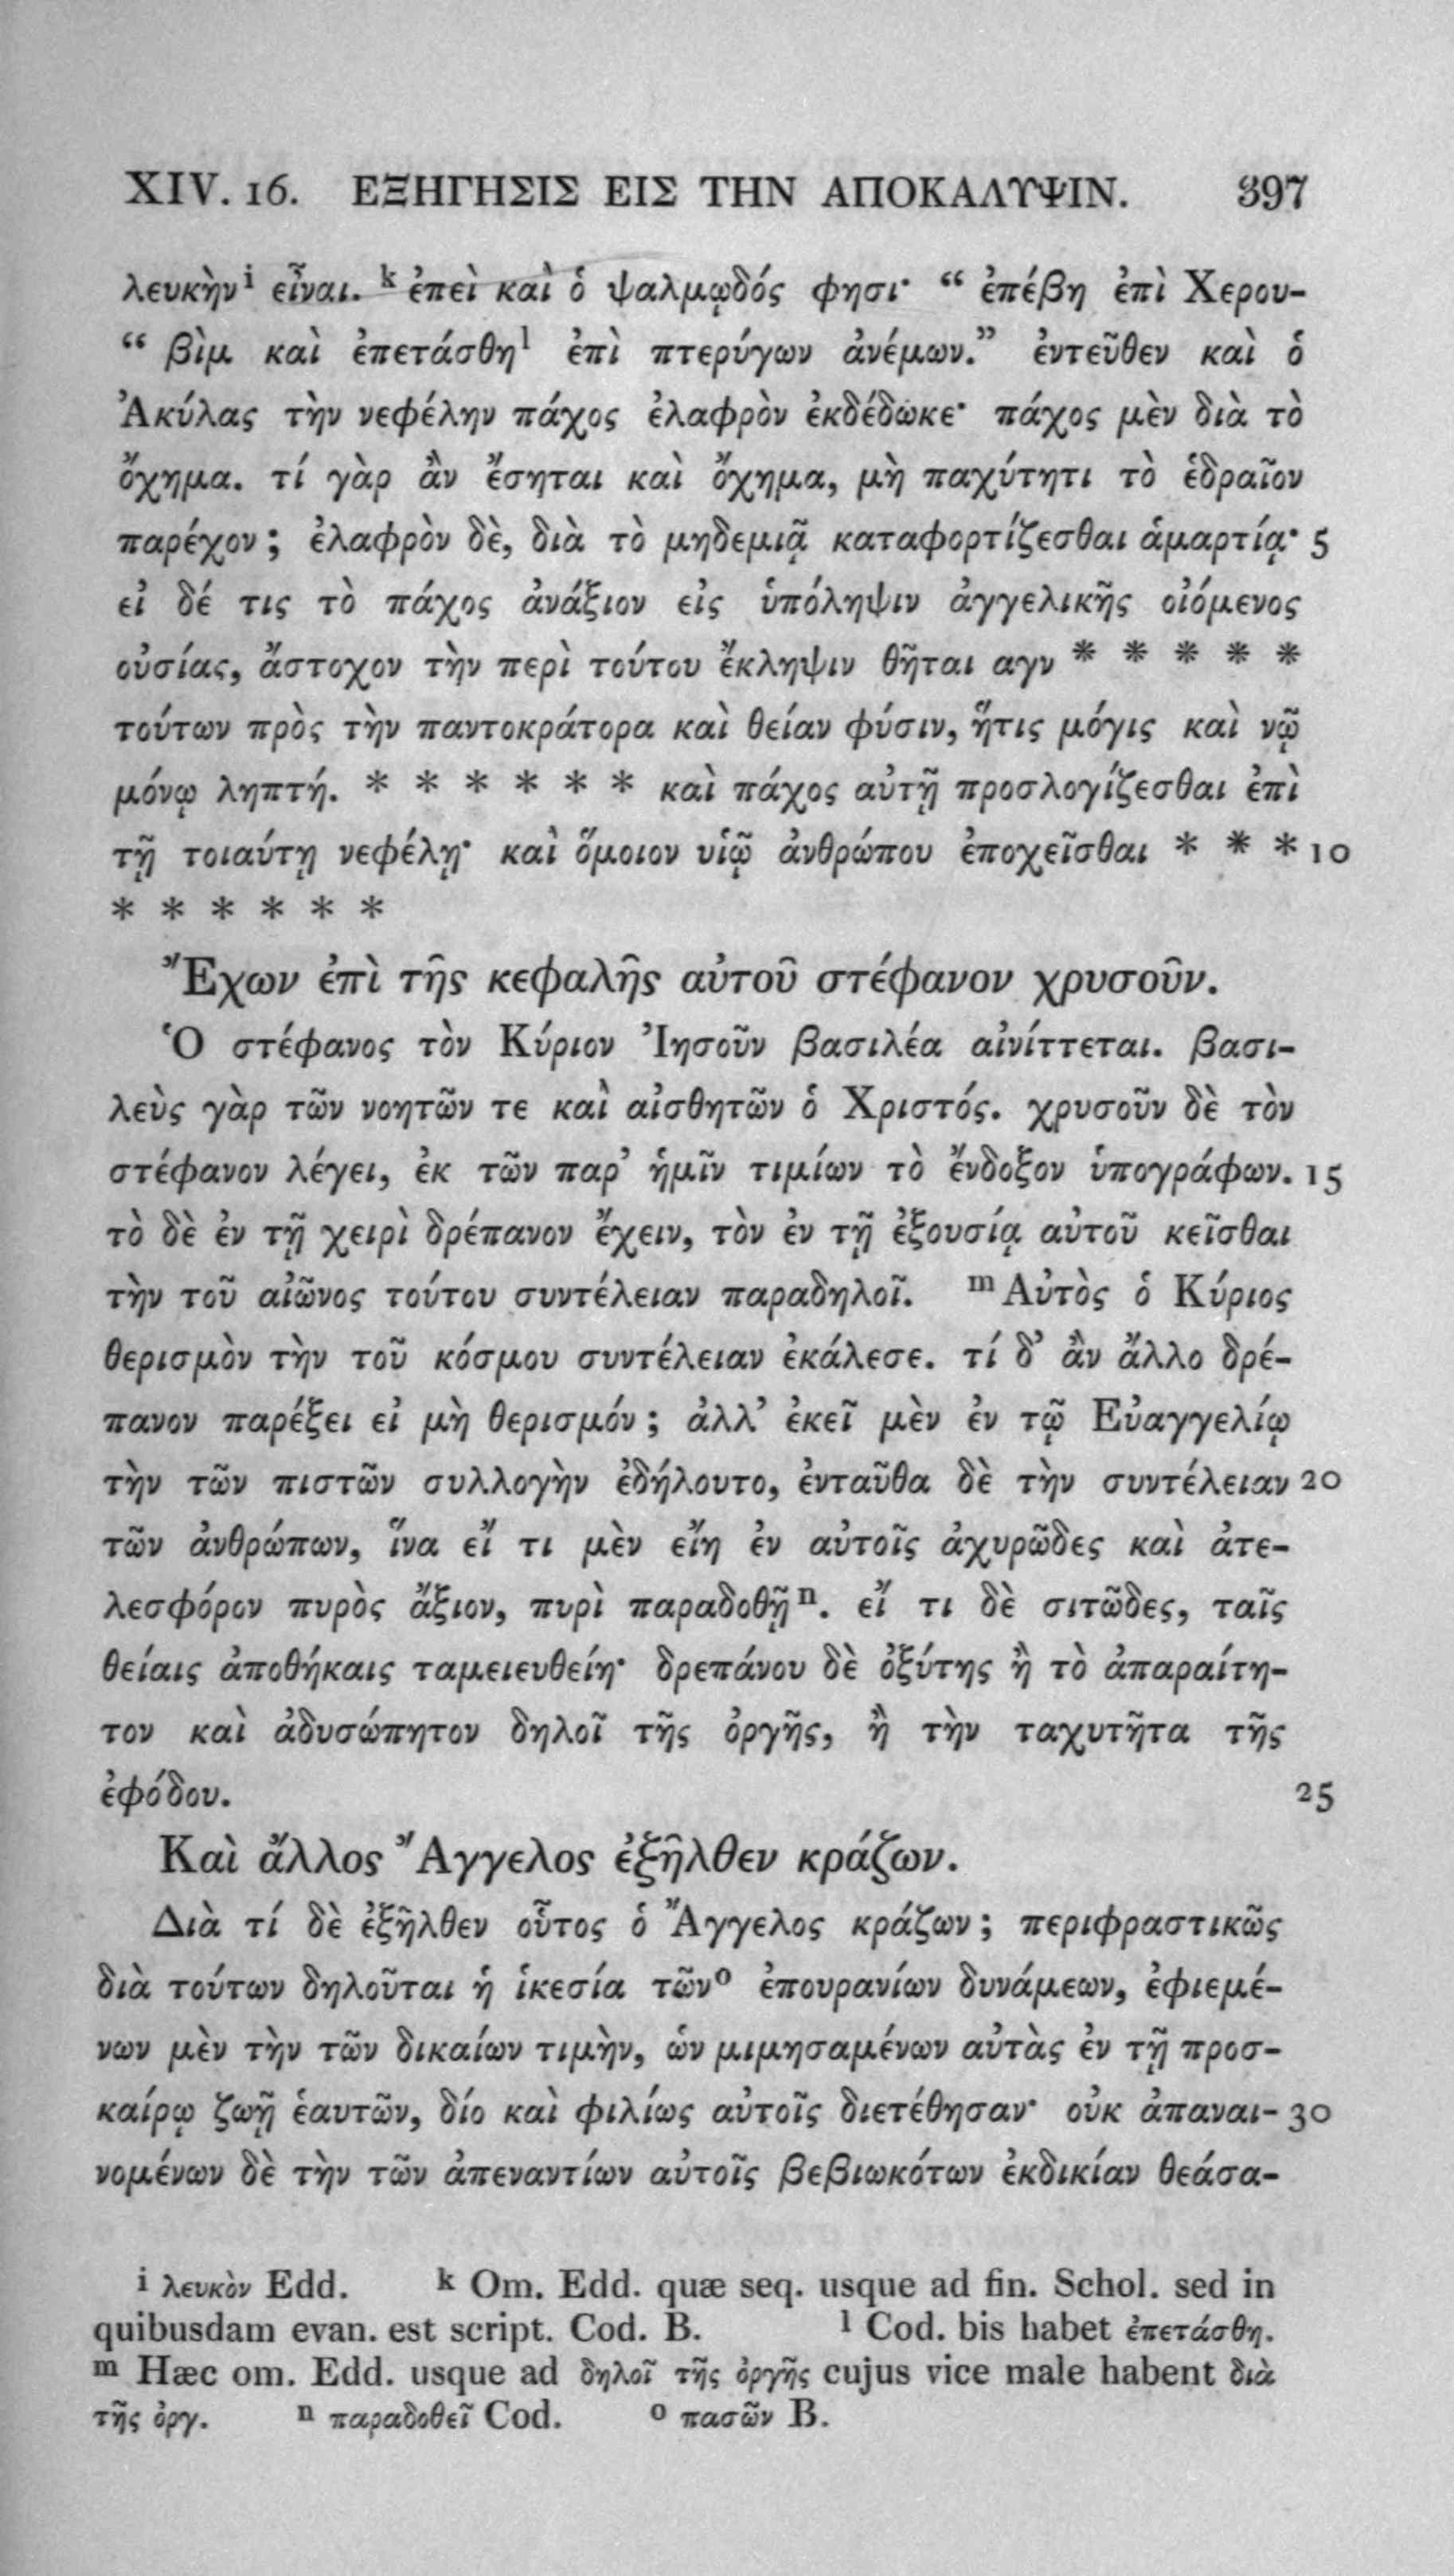 XIV. 16. ΕΞΗΓΗΣΙΣ ΕΙΣ ΤΗΝ ΑΠΟΚΑΛΥΨΙΝ. 397
λευκὴν i εἶναι. k ἐπεὶ καὶ ὁ ψαλμῳδός φησι· “ ἐπέβη ἐπὶ Χερου-
“ βὶμ καὶ ἐπετάσθη l ἐπὶ πτερύγων ἀνέμων.” ἐντεῦθεν καὶ ὁ
Ἀκύλας τὴν νεφέλην πάχος ἐλαφρὸν ἐκδέδωκε· πάχος μὲν διὰ τὸ
ὄχημα. τί γὰρ ἂν ἔσηται καὶ ὄχημα, μὴ παχύτητι τὸ ἑδραῖον
παρέχον ; ἐλαφρὸν δὲ, διὰ τὸ μηδεμιᾷ καταφορτίζεσθαι ἁμαρτίᾳ· 5
εἰ δέ τις τὸ πάχος ἀνάξιον εἰς ὑπόληψιν ἀγγελικῆς οἰόμενος
οὐσίας, ἄστοχον τὴν περὶ τούτου ἔκληψιν θῆται αγν * * * * *
τούτων πρὸς τὴν παντοκράτορα καὶ θείαν φύσιν, ἥτις μόγις καὶ νῷ
μόνῳ ληπτή. * * * * * * καὶ πάχος αὐτῇ προσλογίζεσθαι ἐπὶ
τῇ τοιαύτῃ νεφέλῃ· καὶ ὅμοιον υἱῷ ἀνθρώπου ἐποχεῖσθαι * * * 10
* * * * * *
Ἔχων ἐπὶ τῆς κεφαλῆς αὐτοῦ στέφανον χρυσοῦν.
Ὁ στέφανος τὸν Κύριον Ἰησοῦν βασιλέα αἰνίττεται. βασι-
λεὺς γὰρ τῶν νοητῶν τε καὶ αἰσθητῶν ὁ Χριστός. χρυσοῦν δὲ τὸν
στέφανον λέγει, ἐκ τῶν παρ’ ἡμῖν τιμίων τὸ ἔνδοξον ὑπογράφων. 15
τὸ δὲ ἐν τῇ χειρὶ δρέπανον ἔχειν, τὸν ἐν τῇ ἐξουσίᾳ αὐτοῦ κεῖσθαι
τὴν τοῦ αἰῶνος τούτου συντέλειαν παραδηλοῖ. m Αὐτὸς ὁ Κύριος
θερισμὸν τὴν τοῦ κόσμου συντέλειαν ἐκάλεσε. τί δ’ ἂν ἄλλο δρέ-
πανον παρέξει εἰ μὴ θερισμόν ; ἀλλ’ ἐκεῖ μὲν ἐν τῷ Εὐαγγελίῳ
τὴν τῶν πιστῶν συλλογὴν ἐδήλουτο, ἐνταῦθα δὲ τὴν συντέλειαν 20
τῶν ἀνθρώπων, ἵνα εἴ τι μὲν εἴη ἐν αὐτοῖς ἀχυρῶδες καὶ ἀτε-
λεσφόρον πυρὸς ἄξιον, πυρὶ παραδοθῇ n. εἴ τι δὲ σιτῶδες, ταῖς
θείαις ἀποθήκαις ταμειευθείη· δρεπάνου δὲ ὀξύτης ἢ τὸ ἀπαραίτη-
τον καὶ ἀδυσώπητον δηλοῖ τῆς ὀργῆς, ἢ τὴν ταχυτῆτα τῆς
ἐφόδου. 25
Καὶ ἄλλος Ἄγγελος ἐξῆλθεν κράζων.
Διὰ τί δὲ ἐξῆλθεν οὗτος ὁ Ἄγγελος κράζων ; περιφραστικῶς
διὰ τούτων δηλοῦται ἡ ἱκεσία τῶν o ἐπουρανίων δυνάμεων, ἐφιεμέ-
νων μὲν τὴν τῶν δικαίων τιμὴν, ὡν μιμησαμένων αὐτὰς ἐν τῇ προσ-
καίρῳ ζωῇ ἑαυτῶν, δίο καὶ φιλίως αὐτοῖς διετέθησαν· οὐκ ἀπαναι- 30
νομένων δὲ τὴν τῶν ἀπεναντίων αὐτοῖς βεβιωκότων ἐκδικίαν θεάσα-
i λευκὸν Edd. k Om. Edd. quæ seq. usque ad fin. Schol. sed in
quibusdam evan. est script. Cod. B. l Cod. bis habet ἐπετάσθη.
m Hæc om. Edd. usque ad δηλοῖ τῆς ὀργῆς cujus vice male habent διὰ
τῆς ὀργ. n παραδοθεῖ Cod. o πασῶν B.